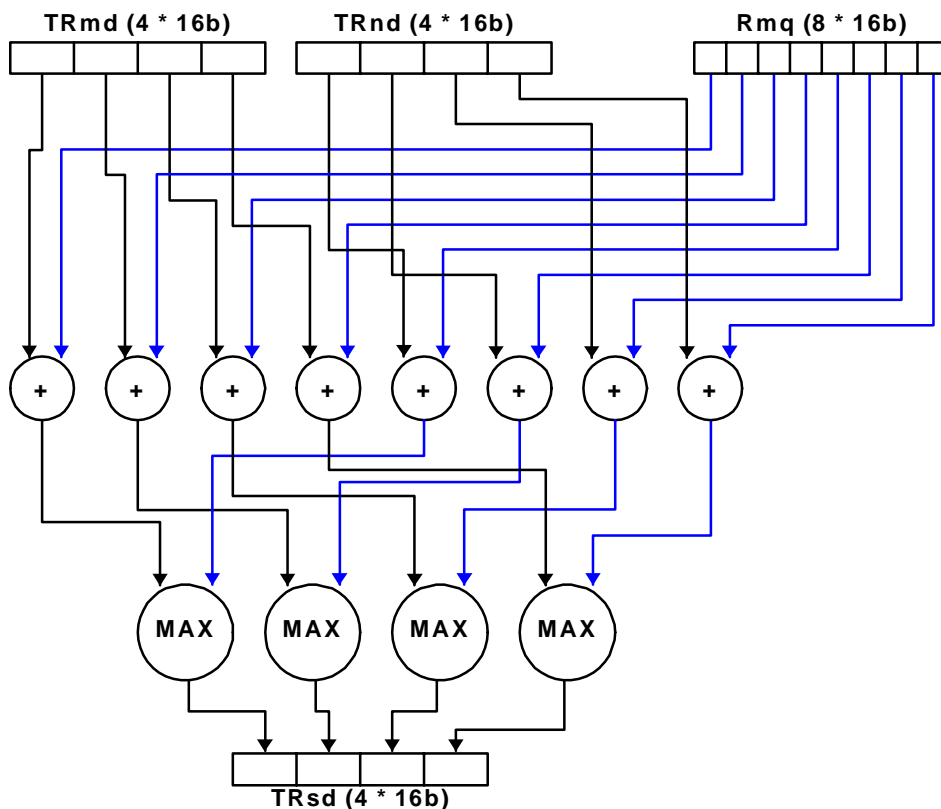 TRmd (4 * 16b)
TRnd (4 * 16b)
Rmq (8 * 16b)
+
+
+
+
+
+
+
+
MAX
MAX
MAX
MAX
TRsd (4 * 16b)